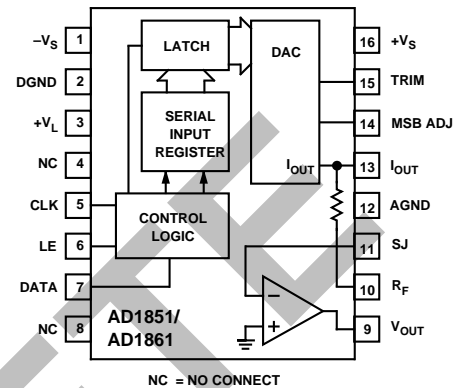 –VS 1
DGND 2
+VL 3
NC 4
CLK 5
LE 6
DATA 7
NC 8
LATCH
SERIAL
INPUT
REGISTER
CONTROL
LOGIC
DAC
IOUT
–
+
AD1851/
AD1861
16 +VS
15 TRIM
14 MSB ADJ
13 IOUT
12 AGND
11 SJ
10 RF
9 VOUT
NC = NO CONNECT